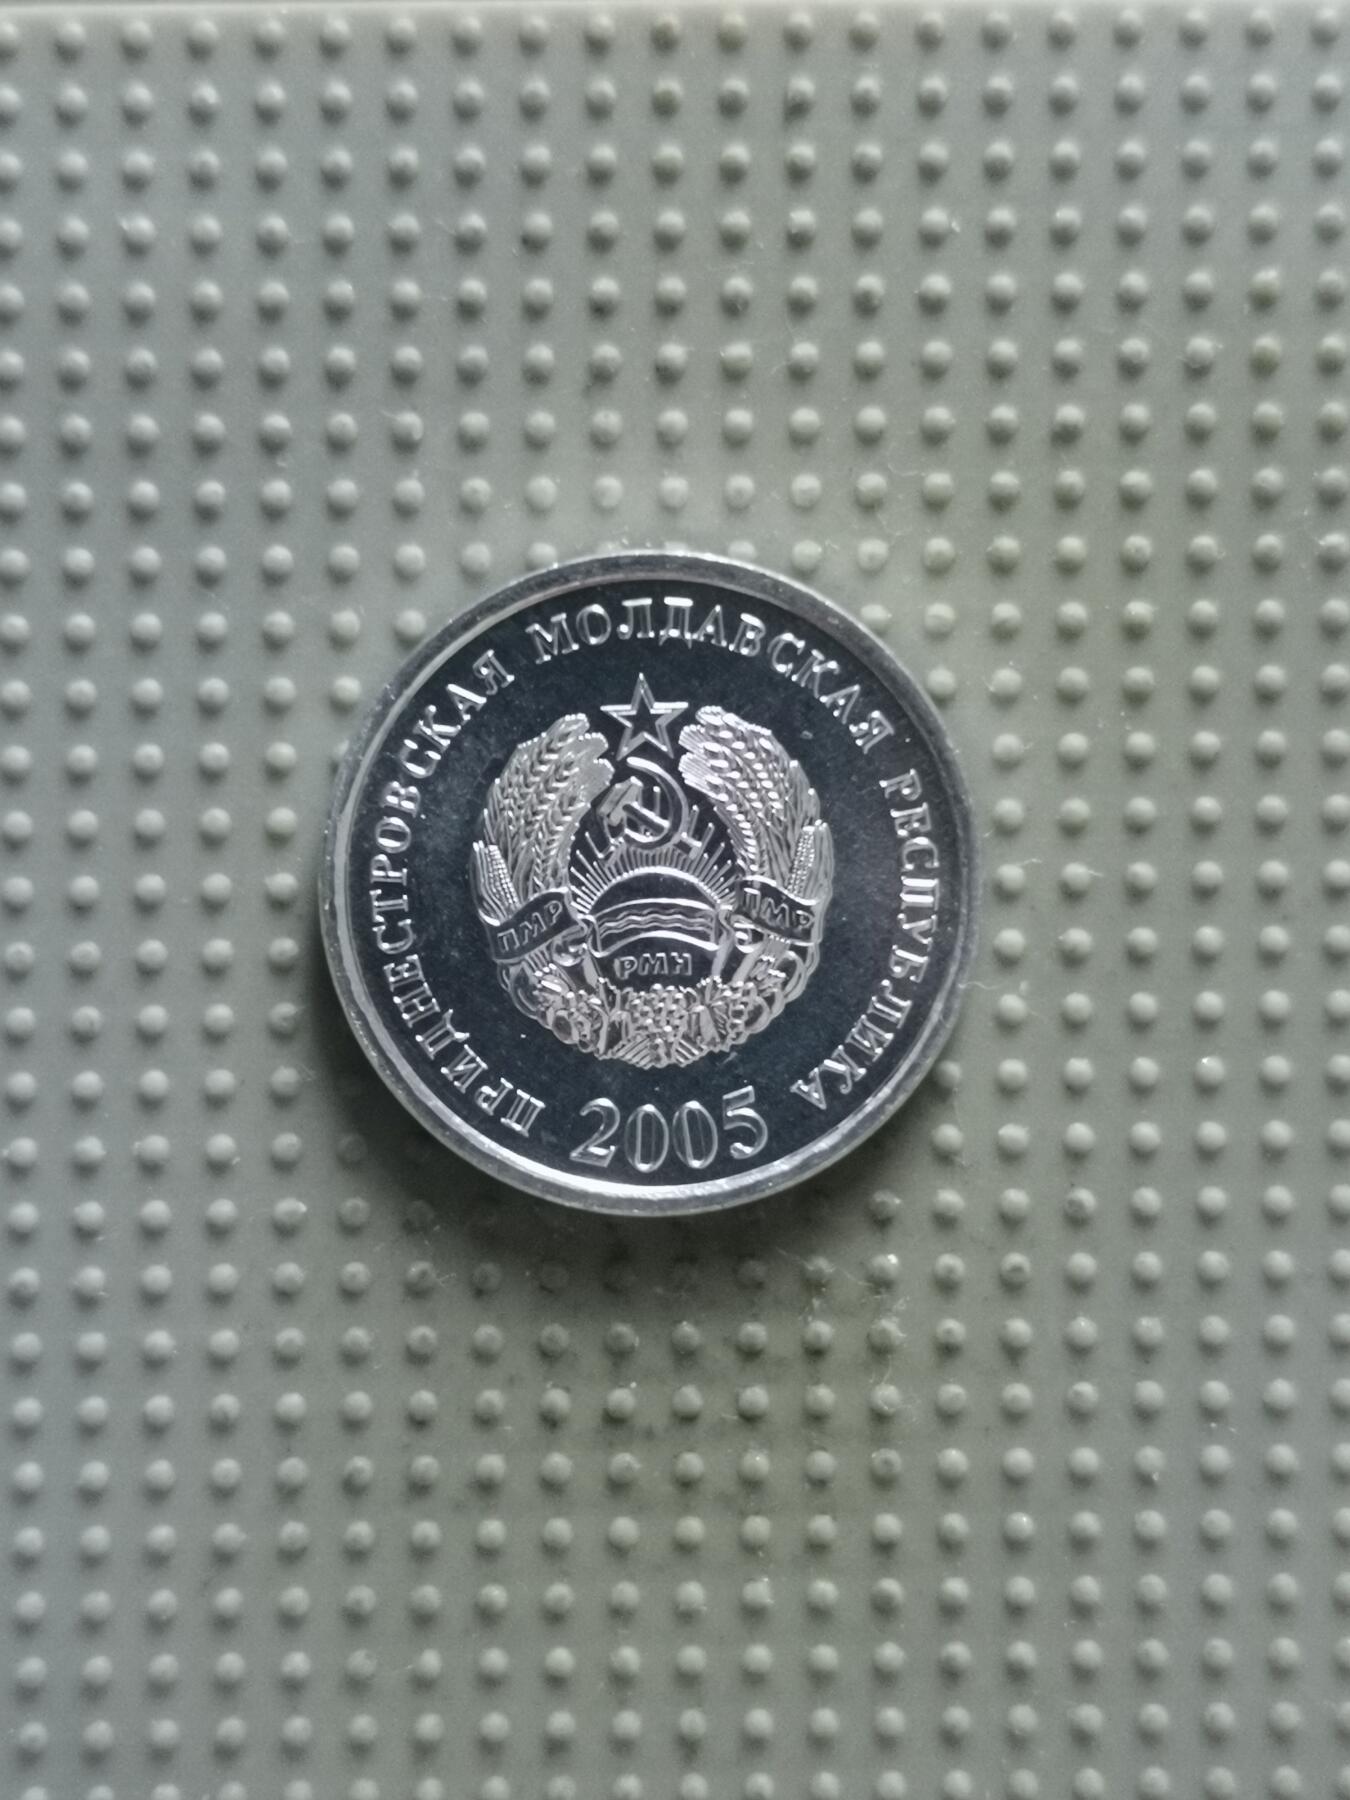 ПРИДНЕСТРОВСКАЯ МОЛДАВСКАЯ РЕСПУБЛИКА
ПМР
ПМР
РМН
2005